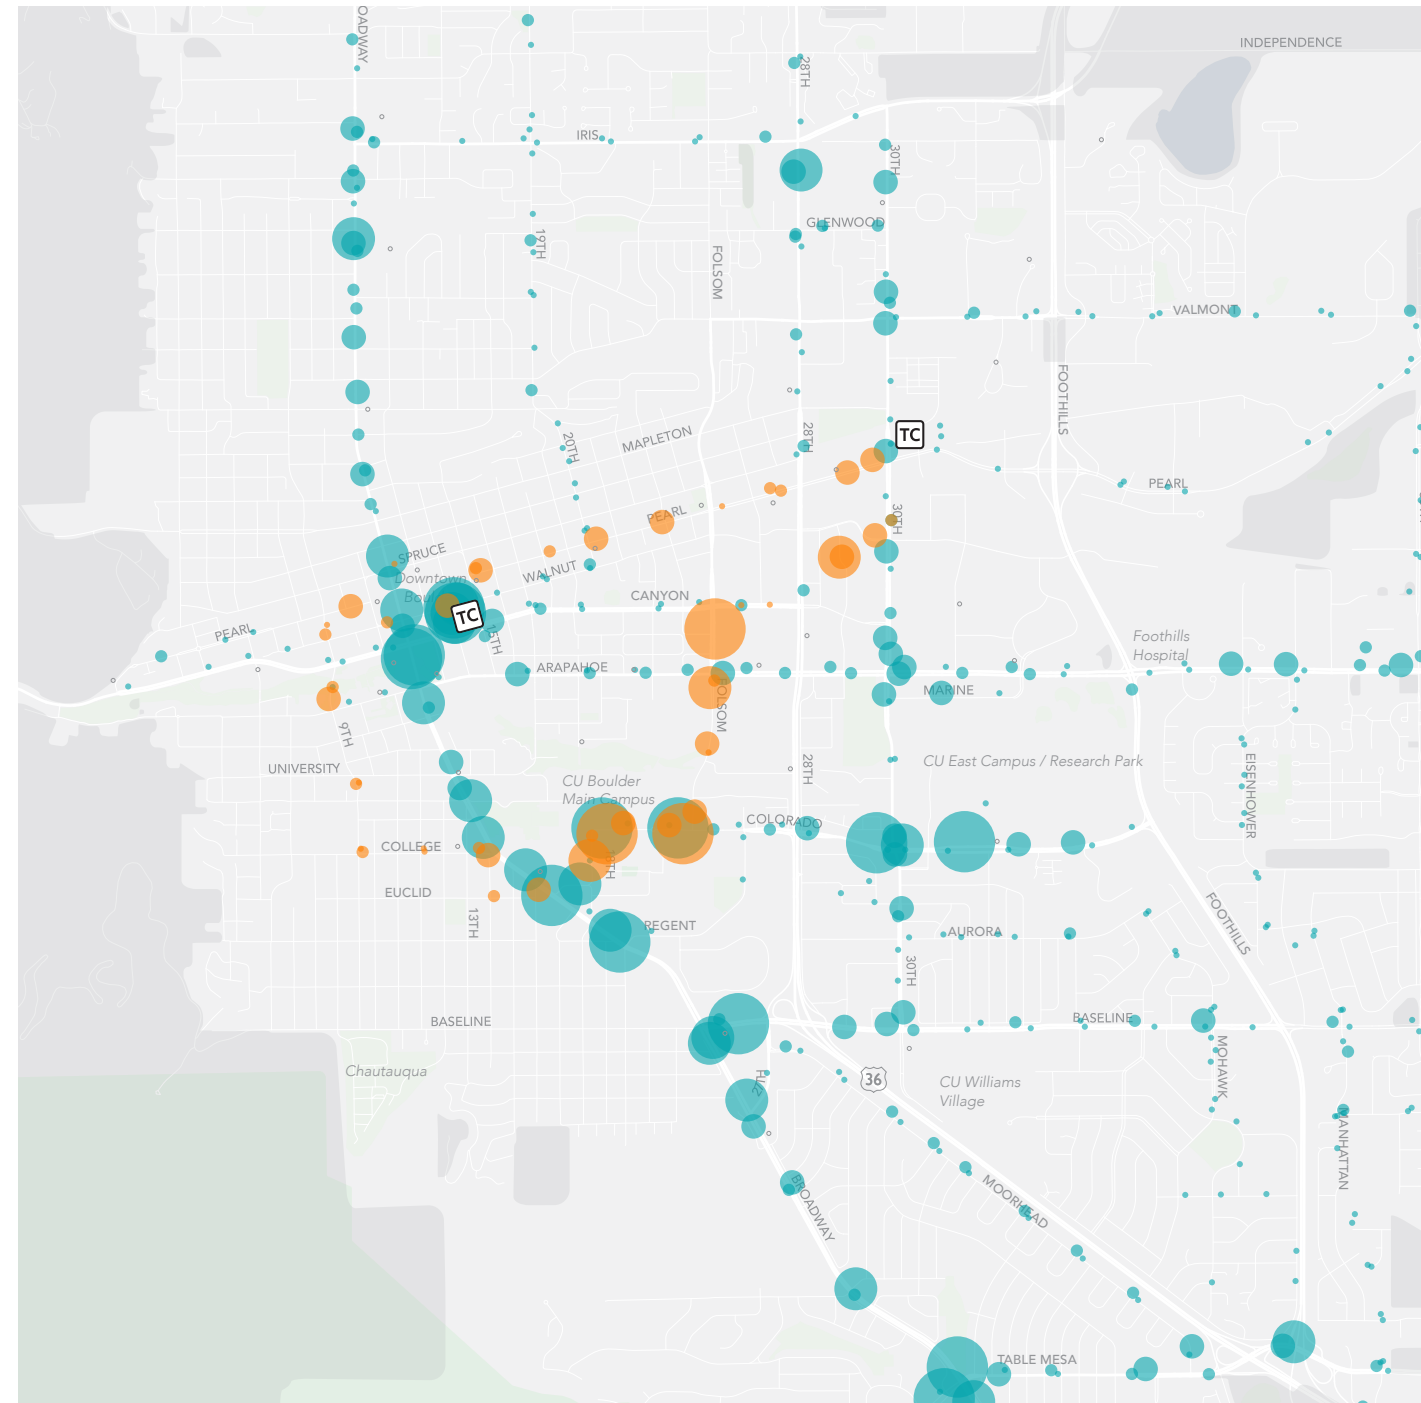 OADWAY
28TH
INDEPENDENCE
IRIS
30TH
GLENWOOD
19TH
FOLSOM
VALMONT
FOOTHILLS
20TH
MAPLETON
28TH
TC
PEARL
PEARL
30TH
SPRUCE
WALNUT
Downtown
Bou
CANYON
TC
15TH
PEARL
Foothills
Hospital
ARAPAHOE
MARINE
FOLSOM
9TH
UNIVERSITY
28TH
CU East Campus / Research Park
EISENHOWER
CU Boulder
Main Campus
COLORADO
COLLEGE
18TH
EUCLID
13TH
REGENT
AURORA
FOOTHILLS
30TH
BASELINE
BASELINE
Chautauqua
27TH
36
CU Williams
Village
MOHAWK
MANHATTAN
BROADWAY
MOORHEAD
TABLE MESA